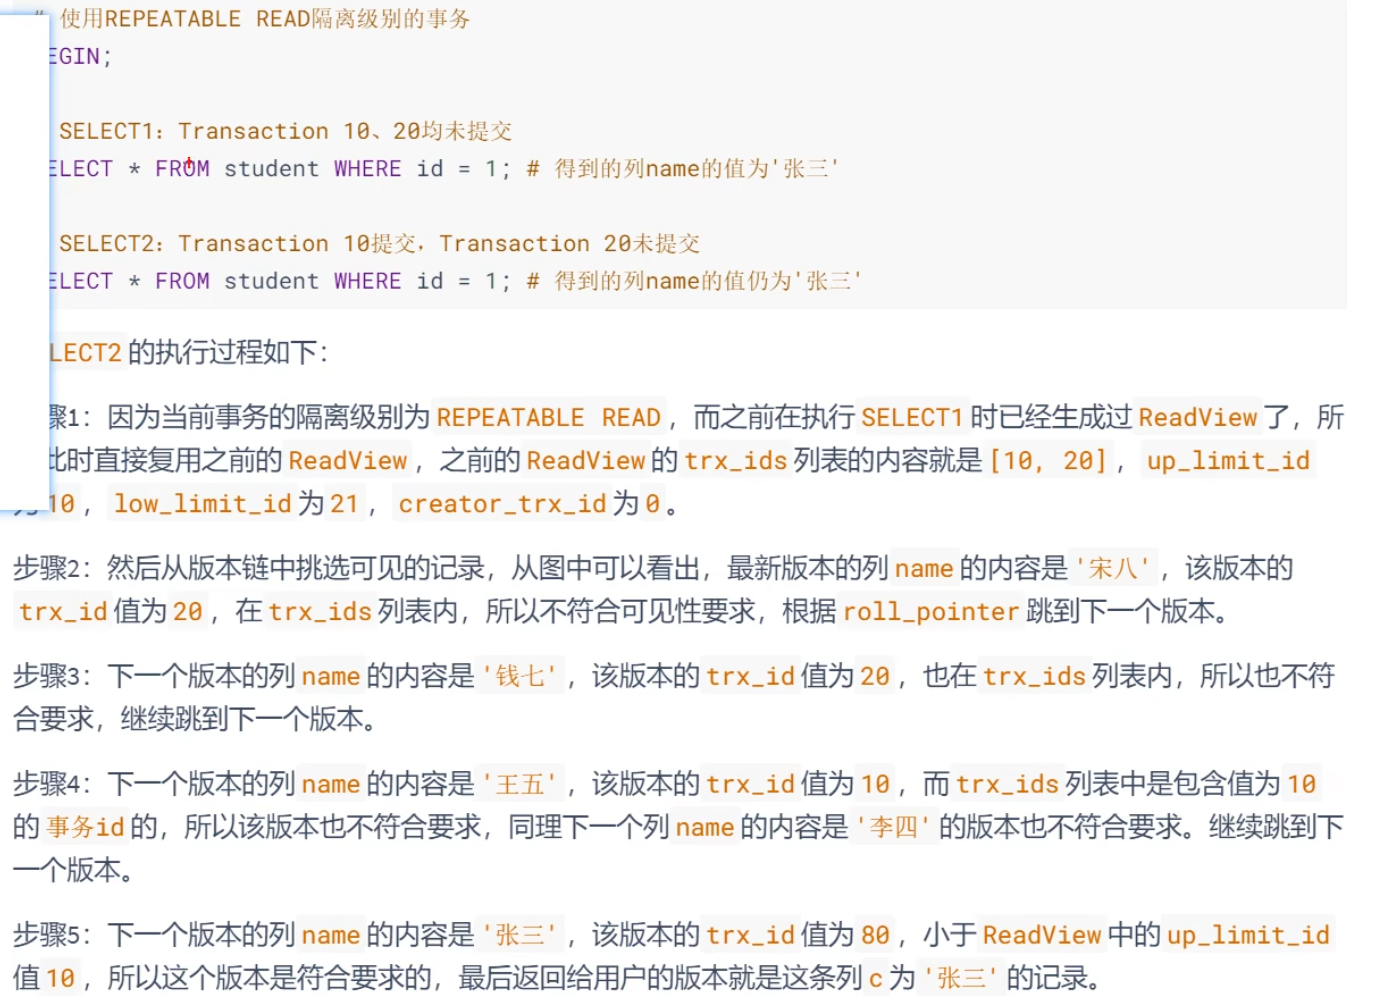 # 使用REPEATABLE READ隔离级别的事务
EGIN;
SELECT1：Transaction 10、20均未提交
ELECT * FROM student WHERE id = 1; # 得到的列name的值为'张三'
SELECT2：Transaction 10提交，Transaction 20未提交
ELECT * FROM student WHERE id = 1; # 得到的列name的值仍为'张三'
LECT2 的执行过程如下：
骤1：因为当前事务的隔离级别为 REPEATABLE READ ，而之前在执行 SELECT1 时已经生成过 ReadView 了，所
此时直接复用之前的 ReadView ，之前的 ReadView 的 trx_ids 列表的内容就是 [10, 20] ， up_limit_id
为 10 ， low_limit_id 为 21 ， creator_trx_id 为 0 。
步骤2：然后从版本链中挑选可见的记录，从图中可以看出，最新版本的列 name 的内容是 '宋八' ，该版本的
trx_id 值为 20 ，在 trx_ids 列表内，所以不符合可见性要求，根据 roll_pointer 跳到下一个版本。
步骤3：下一个版本的列 name 的内容是 '钱七' ，该版本的 trx_id 值为 20 ，也在 trx_ids 列表内，所以也不符
合要求，继续跳到下一个版本。
步骤4：下一个版本的列 name 的内容是 '王五' ，该版本的 trx_id 值为 10 ，而 trx_ids 列表中是包含值为 10
的 事务id 的，所以该版本也不符合要求，同理下一个列 name 的内容是 '李四' 的版本也不符合要求。继续跳到下
一个版本。
步骤5：下一个版本的列 name 的内容是 '张三' ，该版本的 trx_id 值为 80 ，小于 ReadView 中的 up_limit_id
值 10 ，所以这个版本是符合要求的，最后返回给用户的版本就是这条列 c 为 '张三' 的记录。